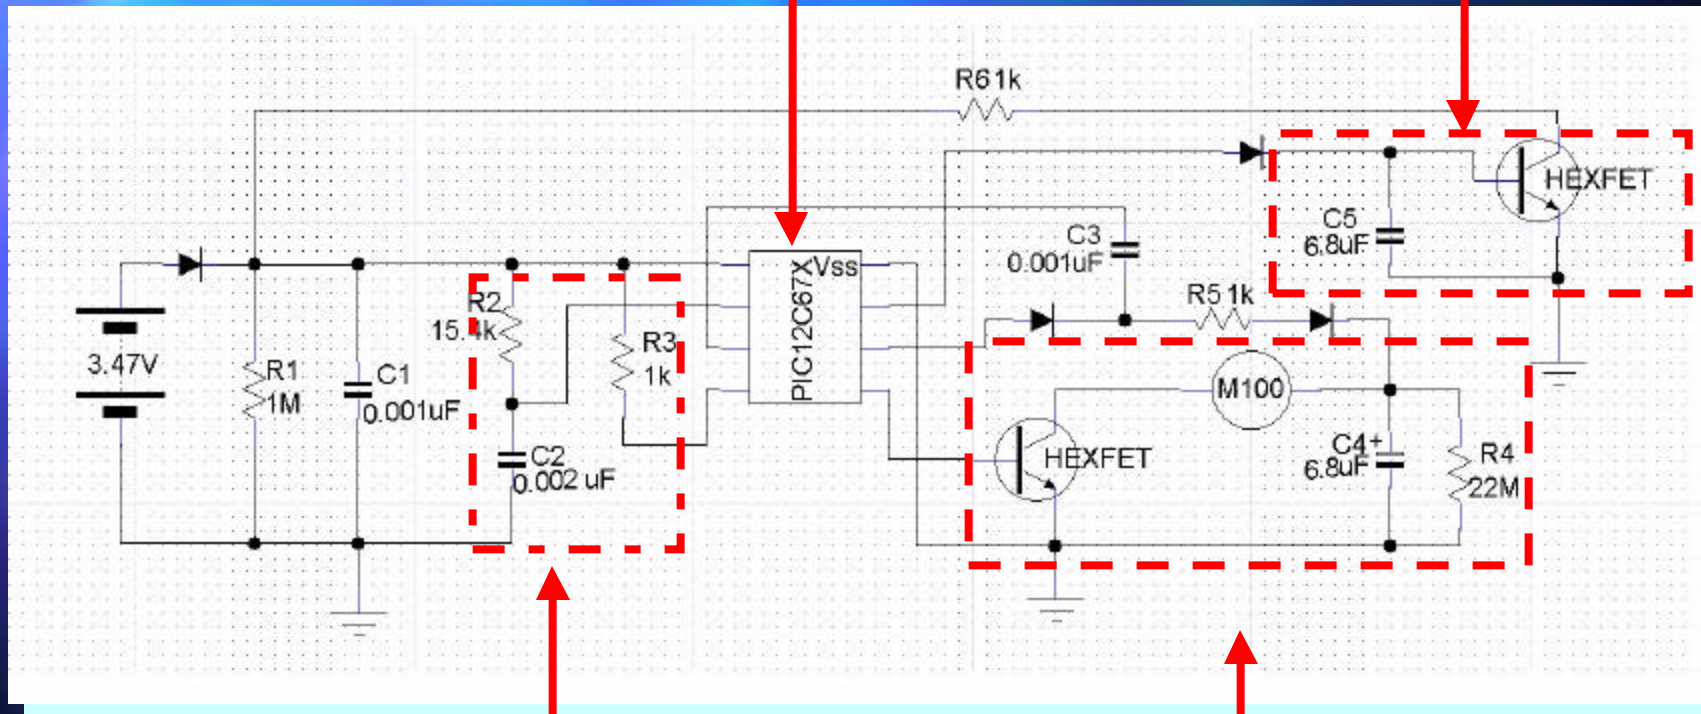 R6 1k
HEXFET
C5
6.8uF
C3
0.001uF
Vss
PIC12C67X
R2
15.4k
R5 1k
R3
1k
3.47V
R1
1M
C1
0.001uF
M100
C2
0.002 uF
HEXFET
C4+
6.8uF
R4
22M